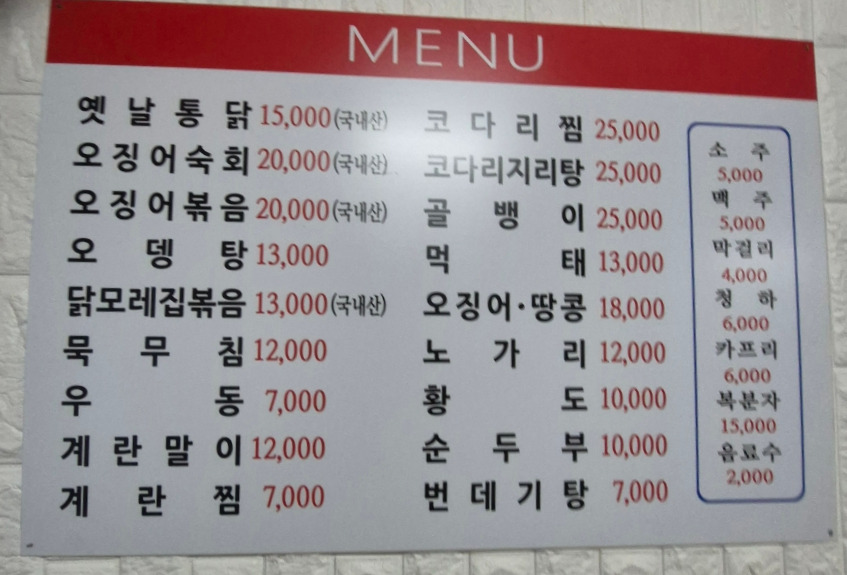 MENU
옛날통닭 15,000(국내산)
오징어숙회 20,000(국내산)
오징어볶음 20,000(국내산)
오뎅탕 13,000
닭모레집볶음 13,000(국내산)
묵무침 12,000
우동 7,000
계란말이 12,000
계란찜 7,000
코다리찜 25,000
코다리지리탕 25,000
골뱅이 25,000
먹태 13,000
오징어·땅콩 18,000
노가리 12,000
황도 10,000
순두부 10,000
번데기탕 7,000
소주
5,000
맥주
5,000
막걸리
4,000
청하
6,000
카프리
6,000
복분자
15,000
음료수
2,000